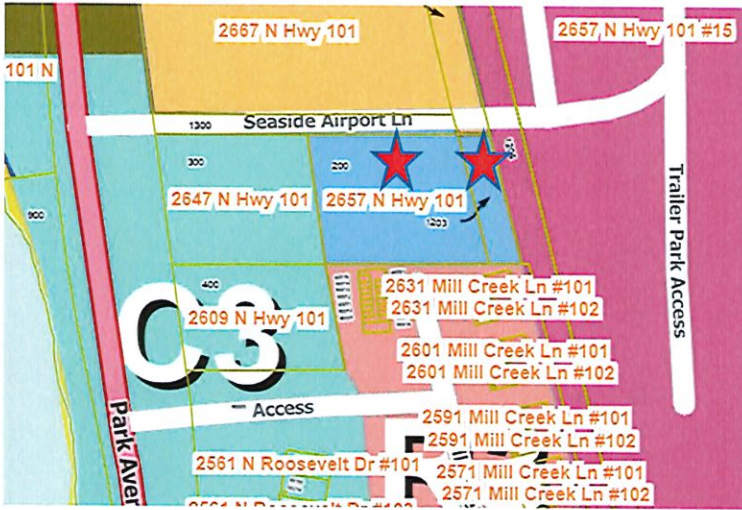 2667 N Hwy 101
2657 N Hwy 101 #15
101 N
1300
Seaside Airport Ln
300
200
2647 N Hwy 101
2657 N Hwy 101
900
1203
Trailer Park Access
400
2631 Mill Creek Ln #101
2631 Mill Creek Ln #102
C3
2609 N Hwy 101
2601 Mill Creek Ln #101
2601 Mill Creek Ln #102
Access
Park Aven
2591 Mill Creek Ln #101
2591 Mill Creek Ln #102
2561 N Roosevelt Dr #101
2571 Mill Creek Ln #101
2571 Mill Creek Ln #102